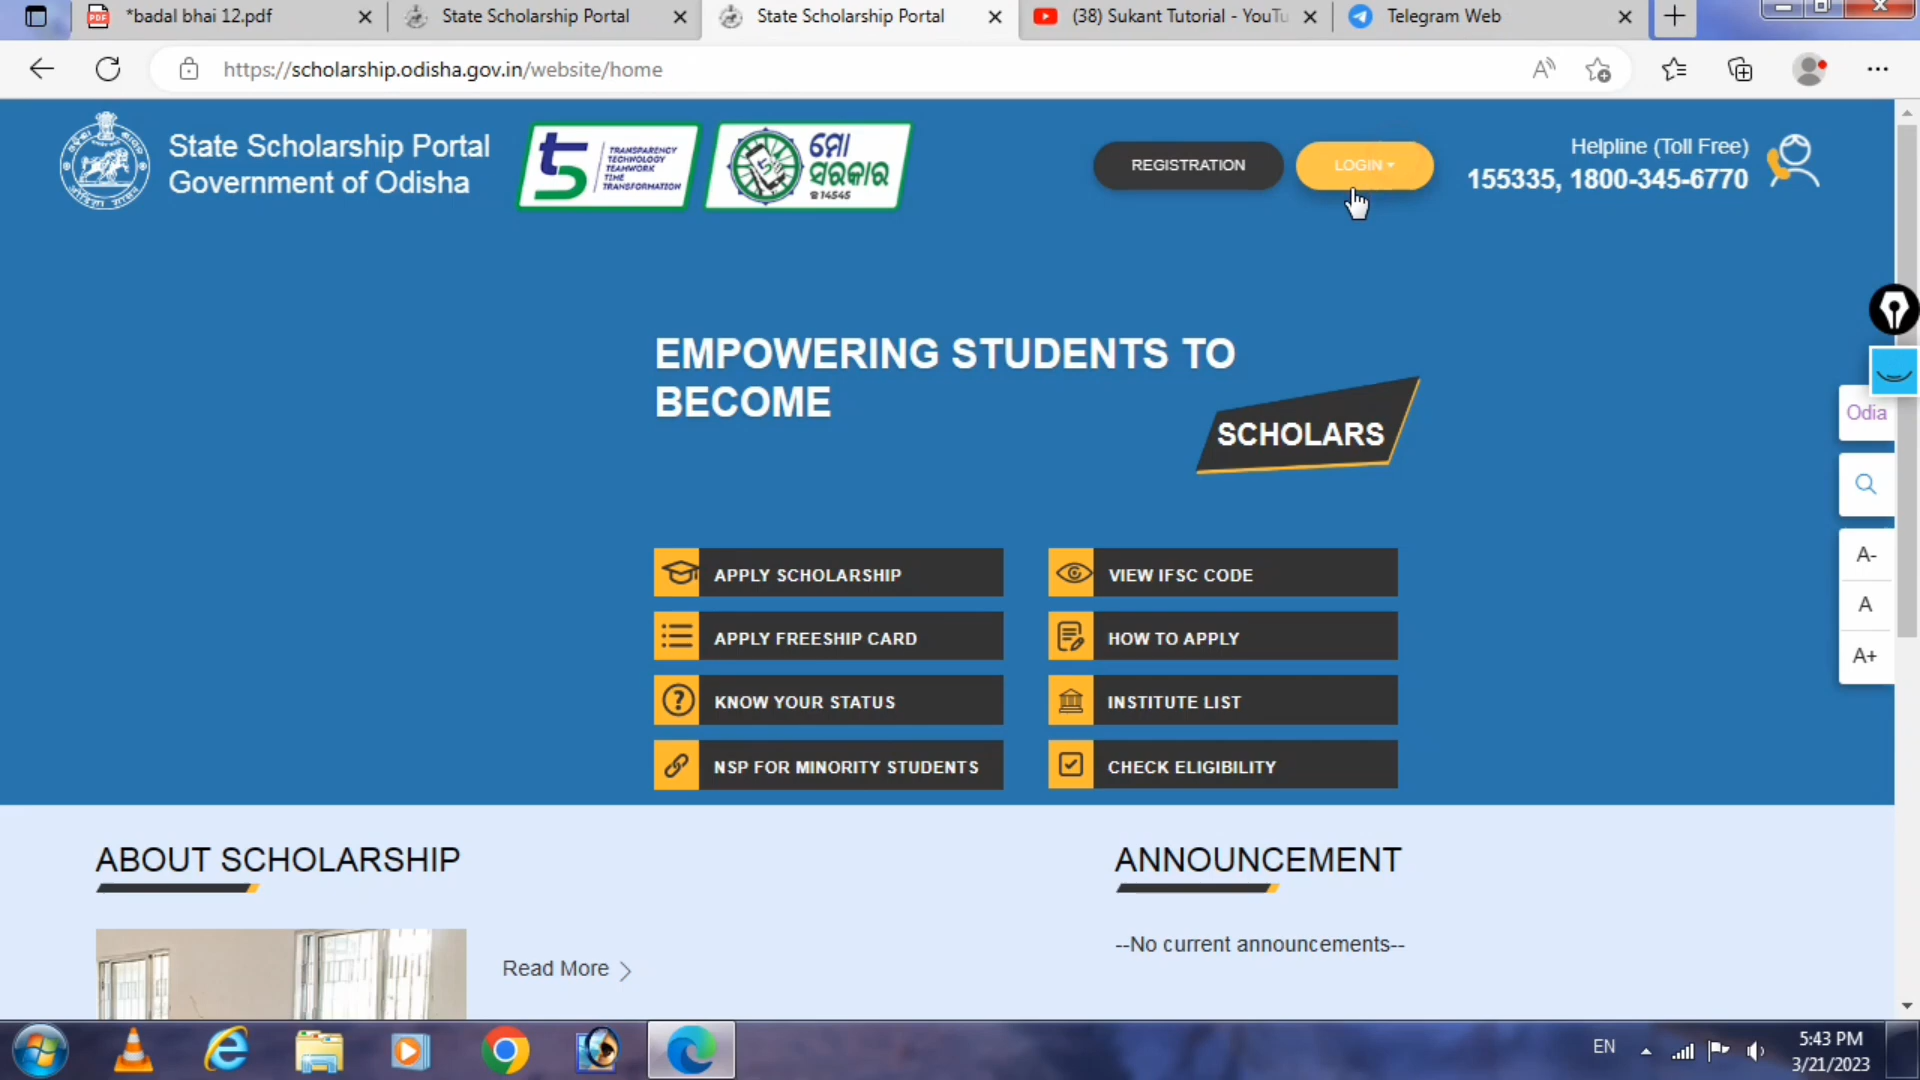 *badal bhai 12.pdf
State Scholarship Portal
State Scholarship Portal
(38) Sukant Tutorial - YouTu
Telegram Web
https://scholarship.odisha.gov.in/website/home
State Scholarship Portal
Government of Odisha
5
TRANSPARENCY
TECHNOLOGY
TEAMWORK
TIME
TRANSFORMATION
ମୋ
ସରକାର
☎14545
REGISTRATION
LOGIN
Helpline (Toll Free)
155335, 1800-345-6770
EMPOWERING STUDENTS TO
BECOME
SCHOLARS
Odia
A-
A
A+
APPLY SCHOLARSHIP
VIEW IFSC CODE
APPLY FREESHIP CARD
HOW TO APPLY
KNOW YOUR STATUS
INSTITUTE LIST
NSP FOR MINORITY STUDENTS
CHECK ELIGIBILITY
ABOUT SCHOLARSHIP
ANNOUNCEMENT
--No current announcements--
Read More
EN
5:43 PM
3/21/2023